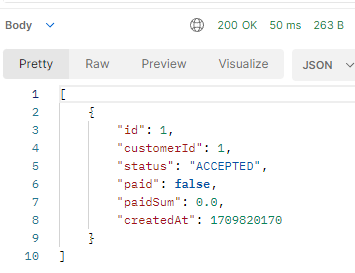 Body 200 OK 50 ms 263 B
Pretty Raw Preview Visualize JSON
1 [
2 {
3 "id": 1,
4 "customerId": 1,
5 "status": "ACCEPTED",
6 "paid": false,
7 "paidSum": 0.0,
8 "createdAt": 1709820170
9 }
10 ]